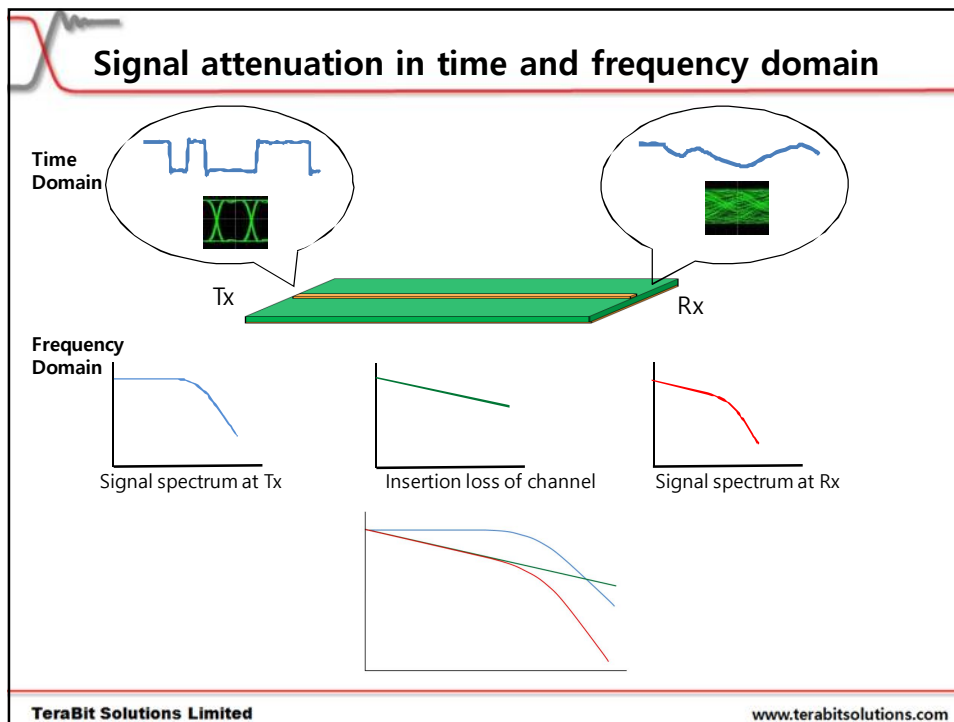 Signal attenuation in time and frequency domain
Time
Domain
Tx
Rx
Frequency
Domain
Signal spectrum at Tx
Insertion loss of channel
Signal spectrum at Rx
TeraBit Solutions Limited
www.terabitsolutions.com